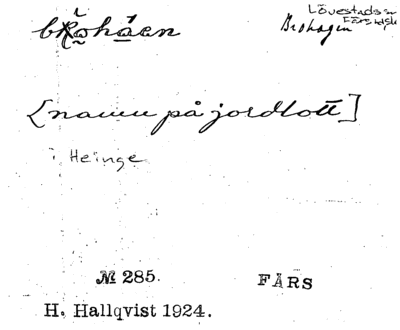 Lövestads sn
Färs hd
Brohagen
[namn på jordlott]
i Heinge
№ 285.
FÄRS
H. Hallqvist 1924.